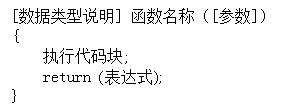 [数据类型说明] 函数名称（[参数]）
{
执行代码块;
return (表达式);
}